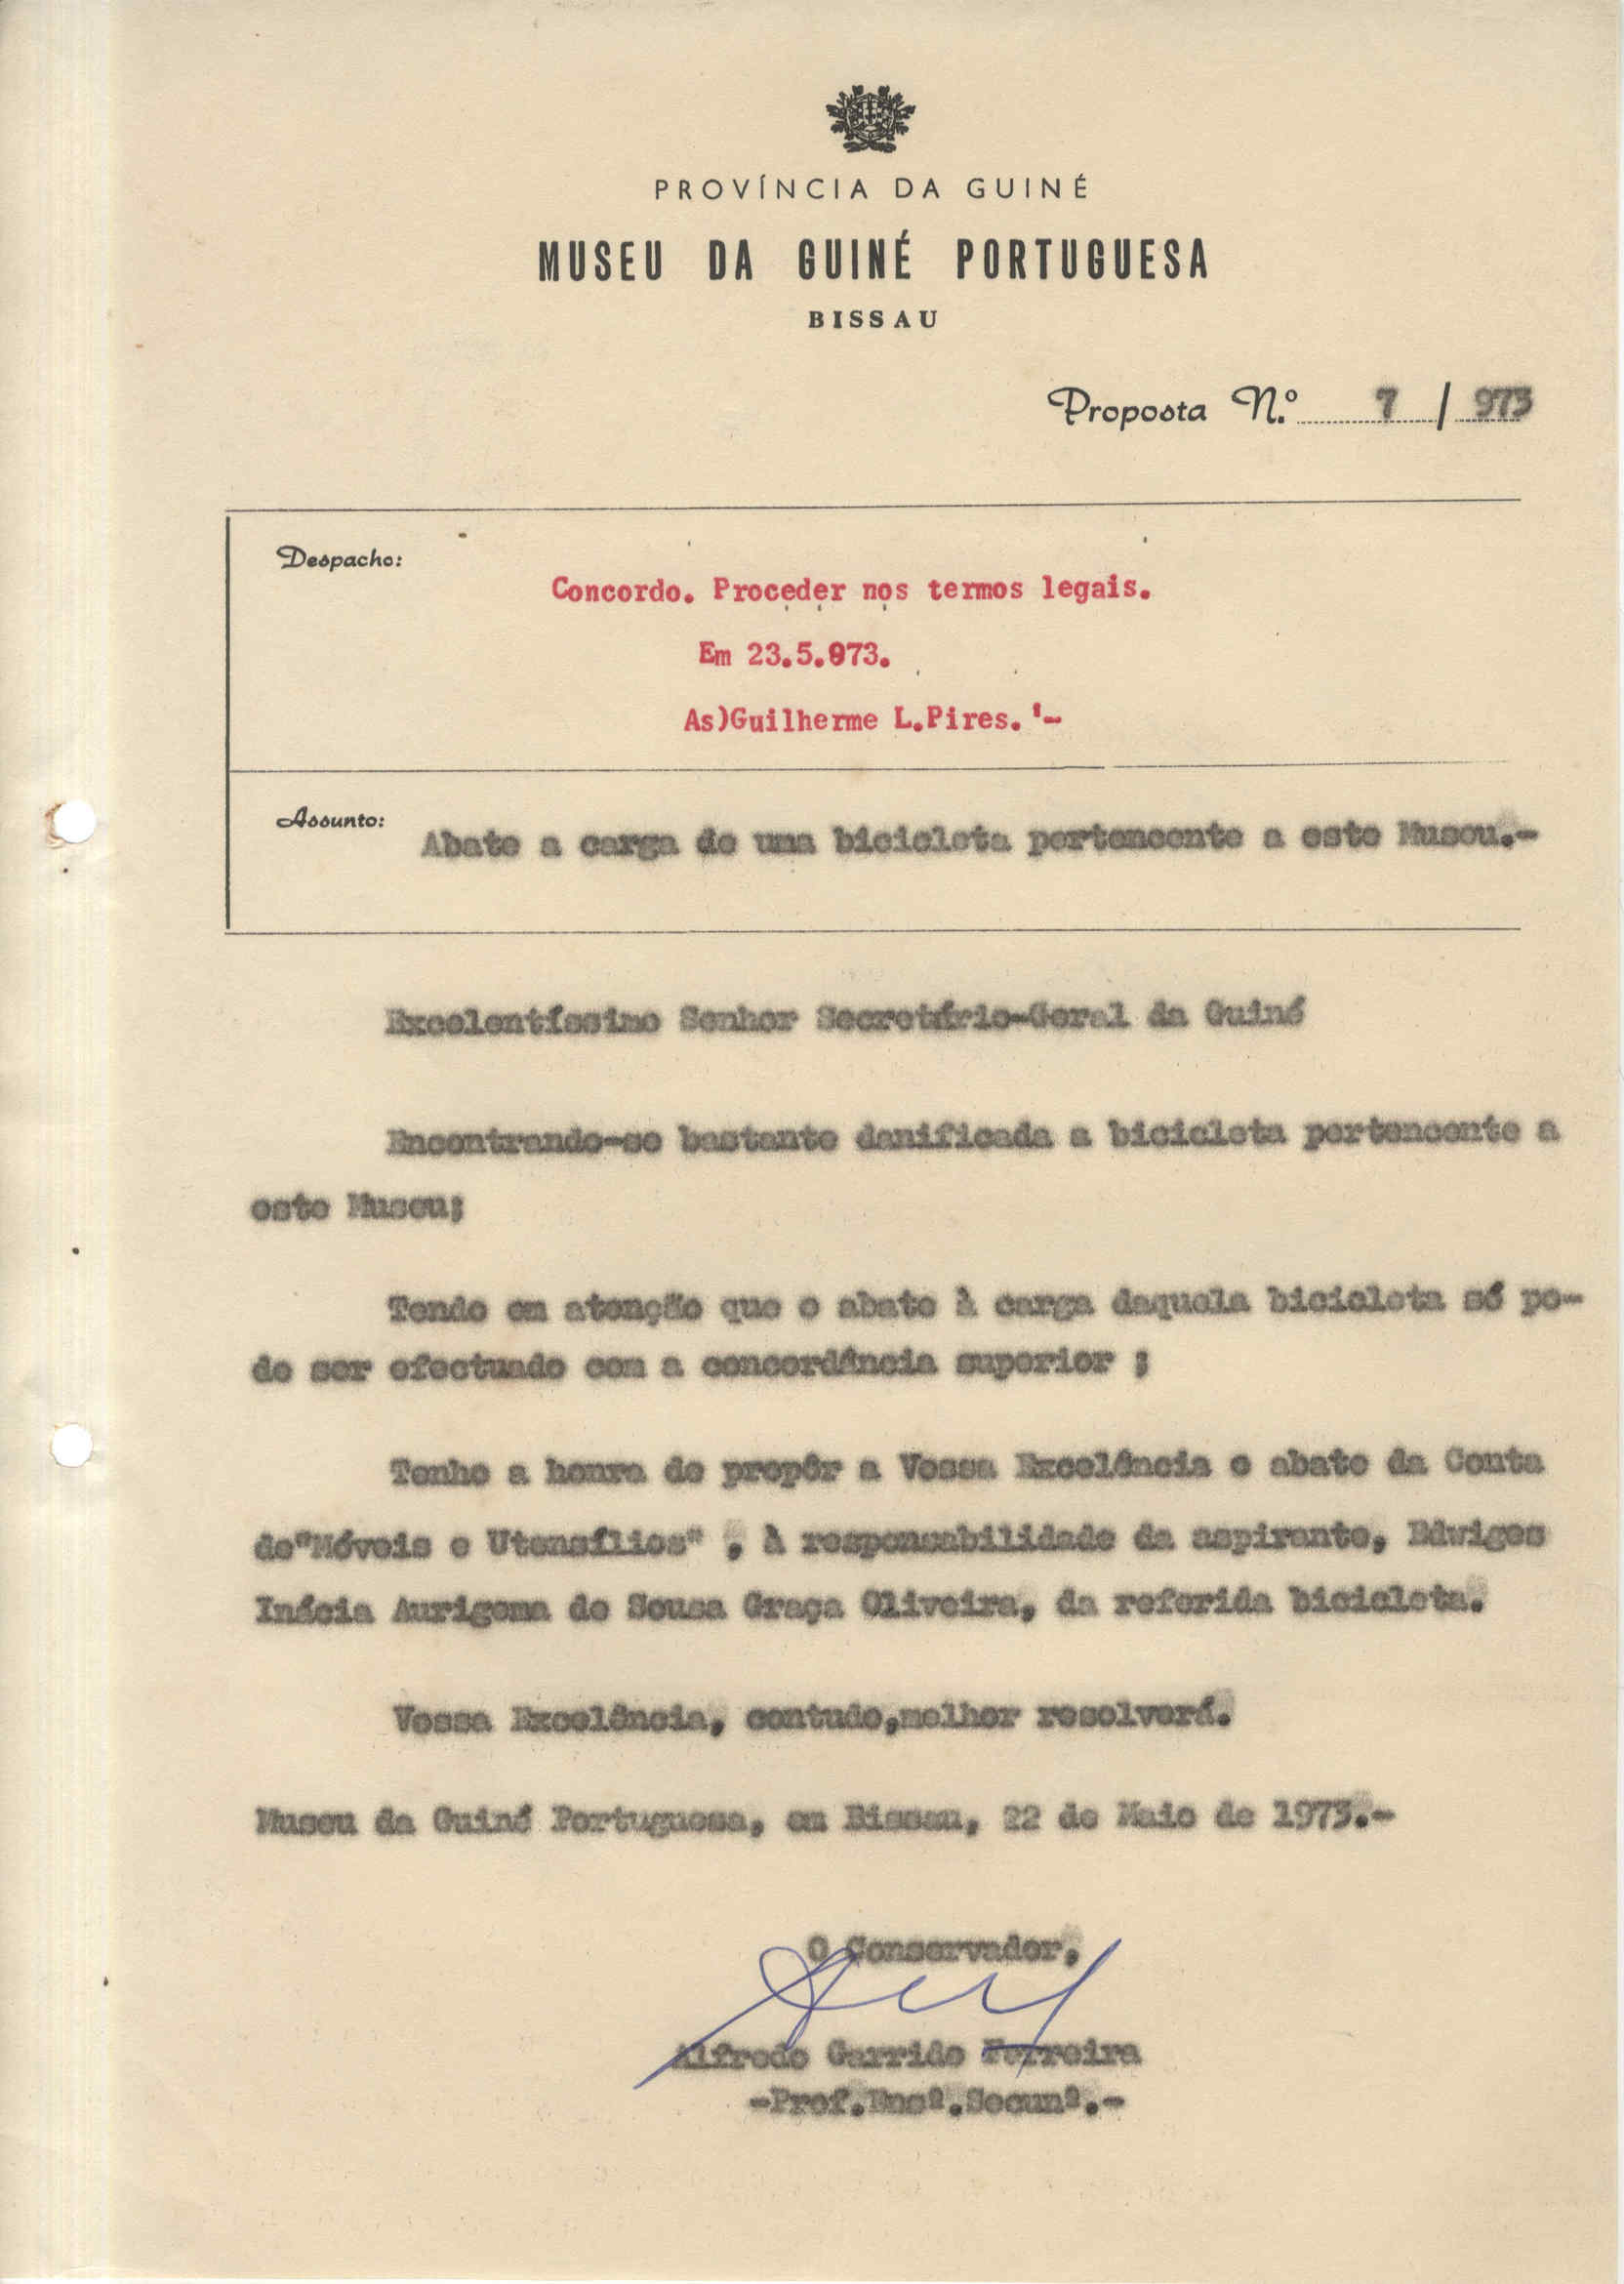 PROVÍNCIA DA GUINÉ
MUSEU DA GUINÉ PORTUGUESA
BISSAU
Proposta N.º 7 / 973
Despacho:
Concordo. Proceder nos termos legais.
Em 23.5.973.
As)Guilherme L.Pires.'-
Assunto: Abate a carga de uma bicicleta pertencente a este Museu.-
Excelentíssimo Senhor Secretário-Geral da Guiné
Encontrando-se bastante danificada a bicicleta pertencente a
este Museu;
Tendo em atenção que o abate à carga daquela bicicleta só po-
de ser efectuado com a concordância superior ;
Tenho a honra de propôr a Vossa Excelência o abate da Conta
de"Móveis e Utensílios" , à responsabilidade da aspirante, Edwiges
Inácia Aurigema de Sousa Graça Oliveira, da referida bicicleta.
Vossa Excelência, contudo,melhor resolverá.
Museu da Guiné Portuguesa, em Bissau, 22 de Maio de 1973.-
O Conservador,
Alfredo Garrido Ferreira
-Prof.Ensº.Secunº.-